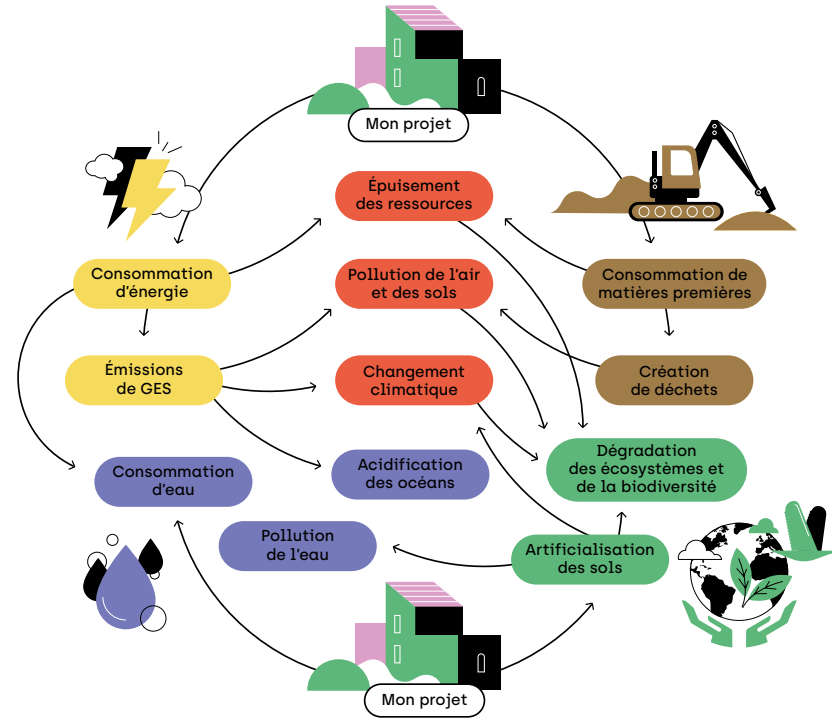 Mon projet
Épuisement
des ressources
Consommation
d'énergie
Pollution de l'air
et des sols
Consommation de
matières premières
Émissions
de GES
Changement
climatique
Création
de déchets
Consommation
d'eau
Acidification
des océans
Dégradation
des écosystèmes et
de la biodiversité
Pollution
de l'eau
Artificialisation
des sols
Mon projet